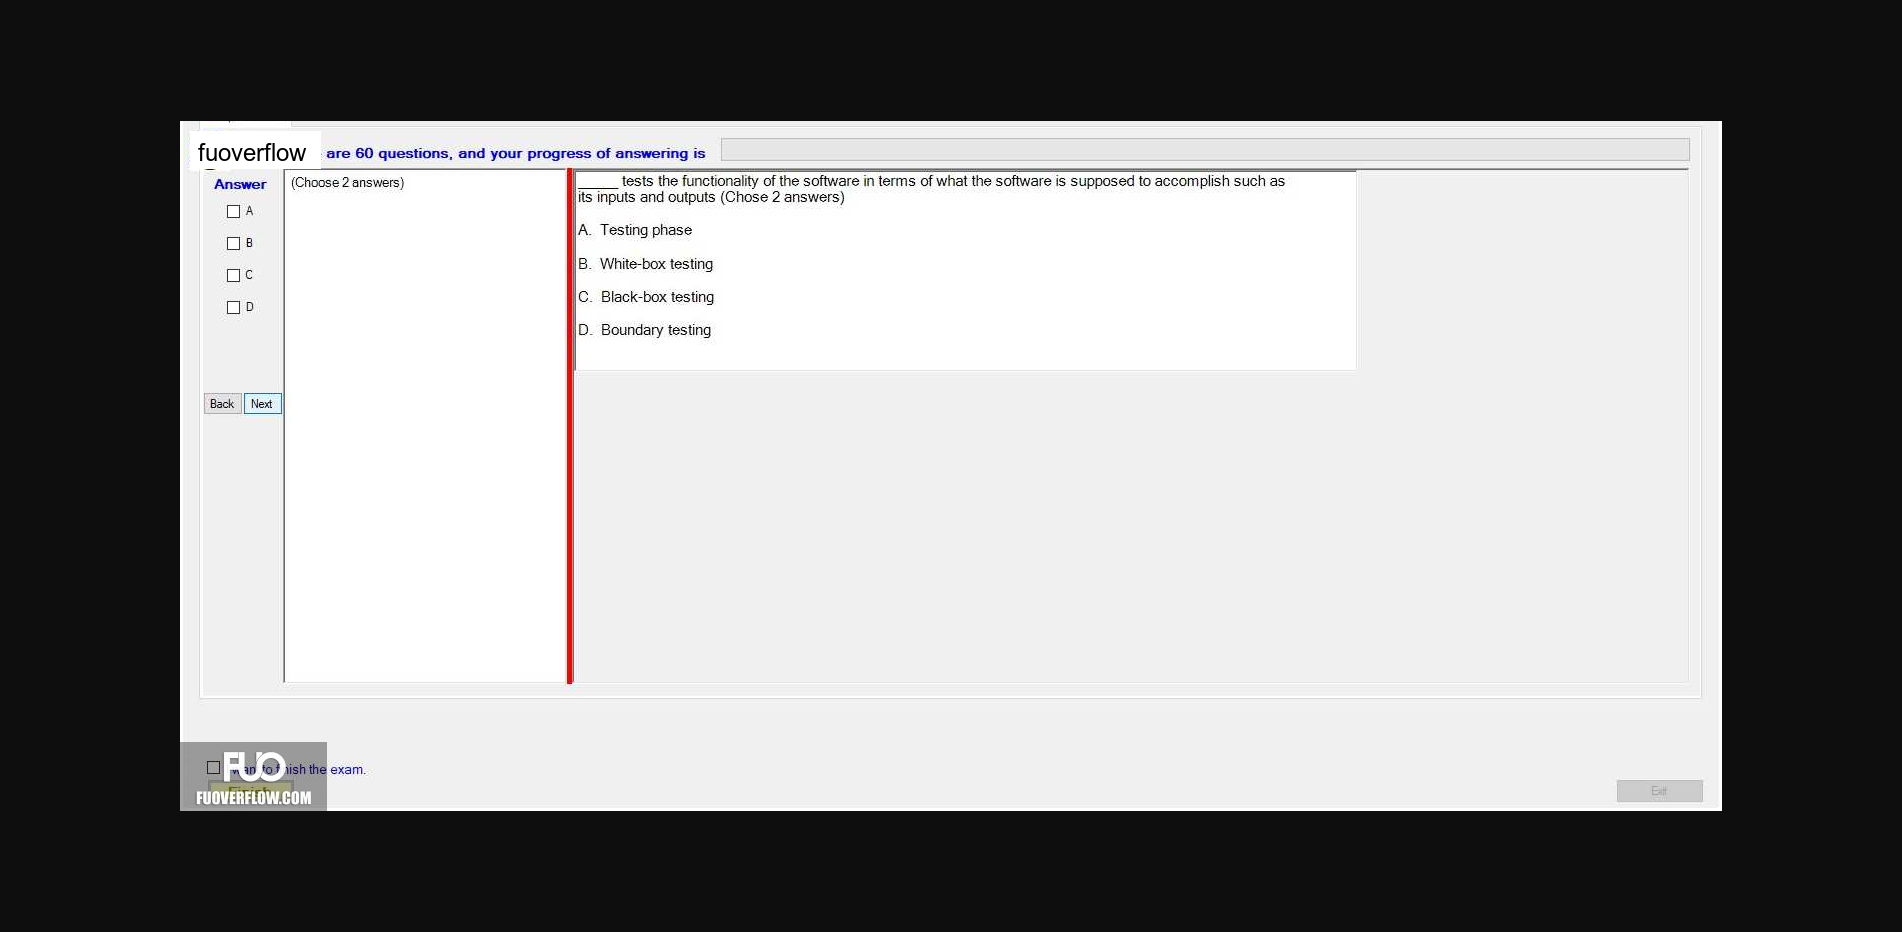 fuoverflow are 60 questions, and your progress of answering is
Answer
A
B
C
D
Back Next
(Choose 2 answers)
_____ tests the functionality of the software in terms of what the software is supposed to accomplish such as
its inputs and outputs (Chose 2 answers)
A. Testing phase
B. White-box testing
C. Black-box testing
D. Boundary testing
want to finish the exam.
Finish
FUO
FUOVERFLOW.COM
Exit